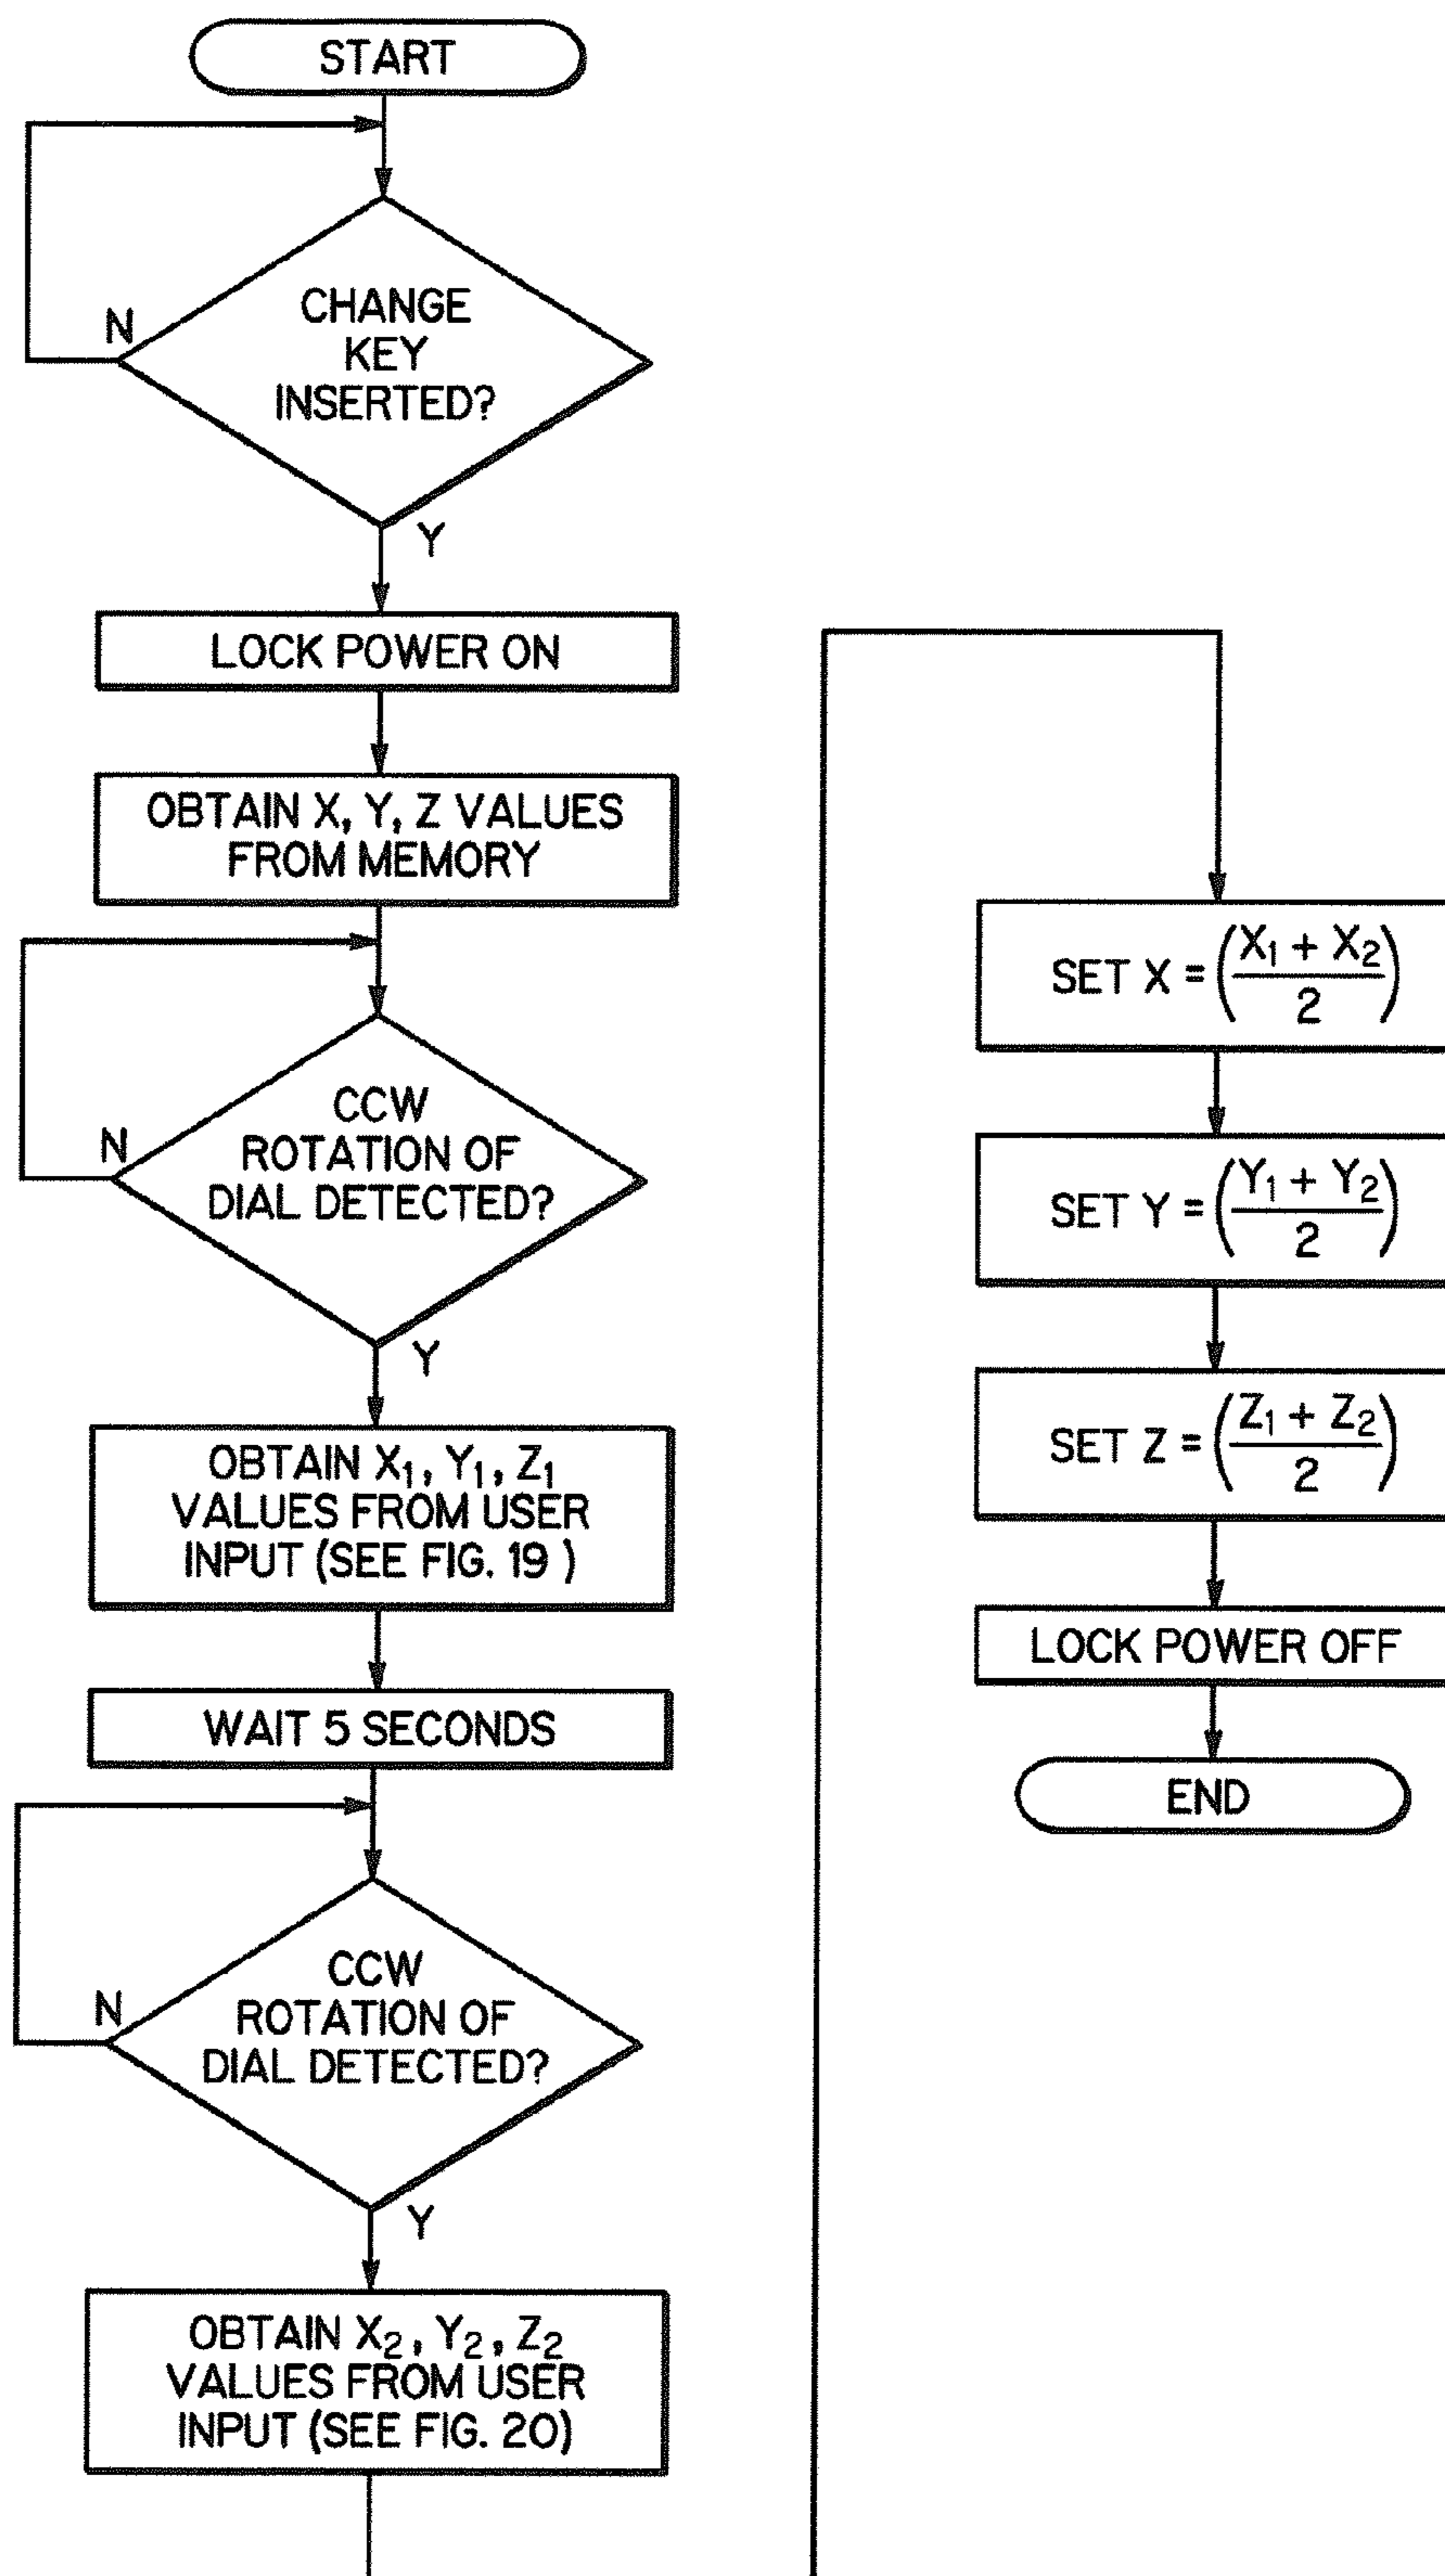 START
CHANGE
KEY
INSERTED?
N
Y
LOCK POWER ON
OBTAIN X, Y, Z VALUES
FROM MEMORY
CCW
ROTATION OF
DIAL DETECTED?
N
Y
OBTAIN X₁, Y₁, Z₁
VALUES FROM USER
INPUT (SEE FIG. 19 )
WAIT 5 SECONDS
CCW
ROTATION OF
DIAL DETECTED?
N
Y
OBTAIN X₂, Y₂, Z₂
VALUES FROM USER
INPUT (SEE FIG. 20)
SET X = (X₁ + X₂ / 2)
SET Y = (Y₁ + Y₂ / 2)
SET Z = (Z₁ + Z₂ / 2)
LOCK POWER OFF
END